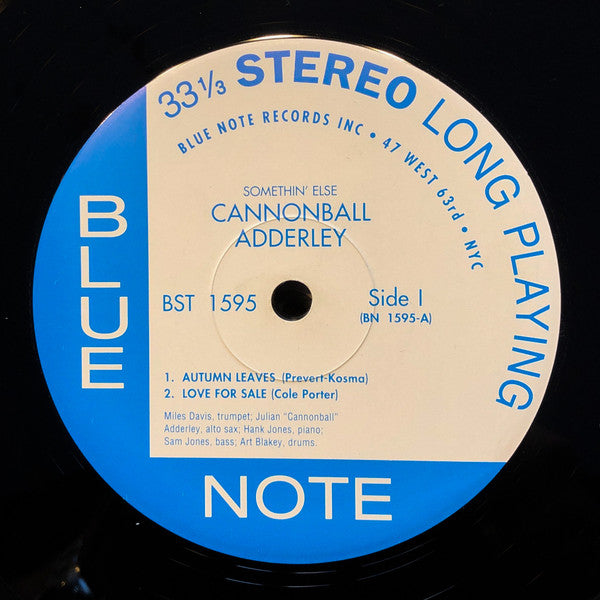 33⅓ STEREO LONG PLAYING
BLUE NOTE RECORDS INC • 47 WEST 63rd • NYC
SOMETHIN' ELSE
CANNONBALL
ADDERLEY
BST 1595
Side I
(BN 1595-A)
1. AUTUMN LEAVES (Prevert-Kosma)
2. LOVE FOR SALE (Cole Porter)
Miles Davis, trumpet; Julian "Cannonball"
Adderley, alto sax; Hank Jones, piano;
Sam Jones, bass; Art Blakey, drums.
BLUE
NOTE